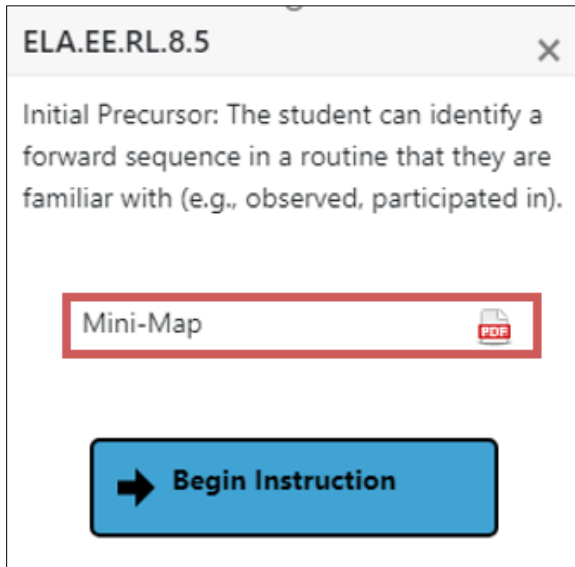 ELA.EE.RL.8.5
Initial Precursor: The student can identify a
forward sequence in a routine that they are
familiar with (e.g., observed, participated in).
Mini-Map
PDF
Begin Instruction